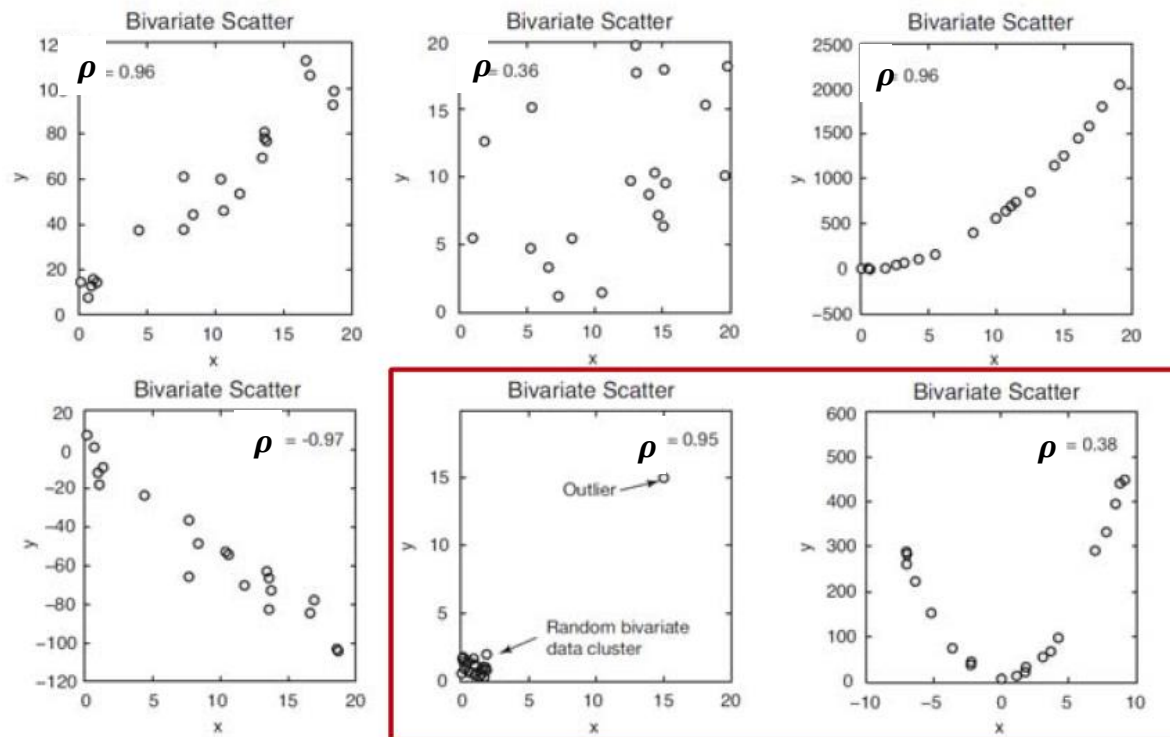 Bivariate Scatter
12
ρ = 0.96
10
80
60
y
40
20
0
0 5 10 15 20
x
Bivariate Scatter
20
ρ = 0.36
15
10
y
5
0
0 5 10 15 20
x
Bivariate Scatter
2500
ρ = 0.96
2000
1500
y
1000
500
0
−500
0 5 10 15 20
x
Bivariate Scatter
20
ρ = -0.97
0
−20
−40
y
−60
−80
−100
−120
0 5 10 15 20
x
Bivariate Scatter
ρ = 0.95
15
Outlier
10
y
5
Random bivariate
data cluster
0
0 5 10 15 20
x
Bivariate Scatter
600
ρ = 0.38
500
400
300
y
200
100
0
−10 −5 0 5 10
x